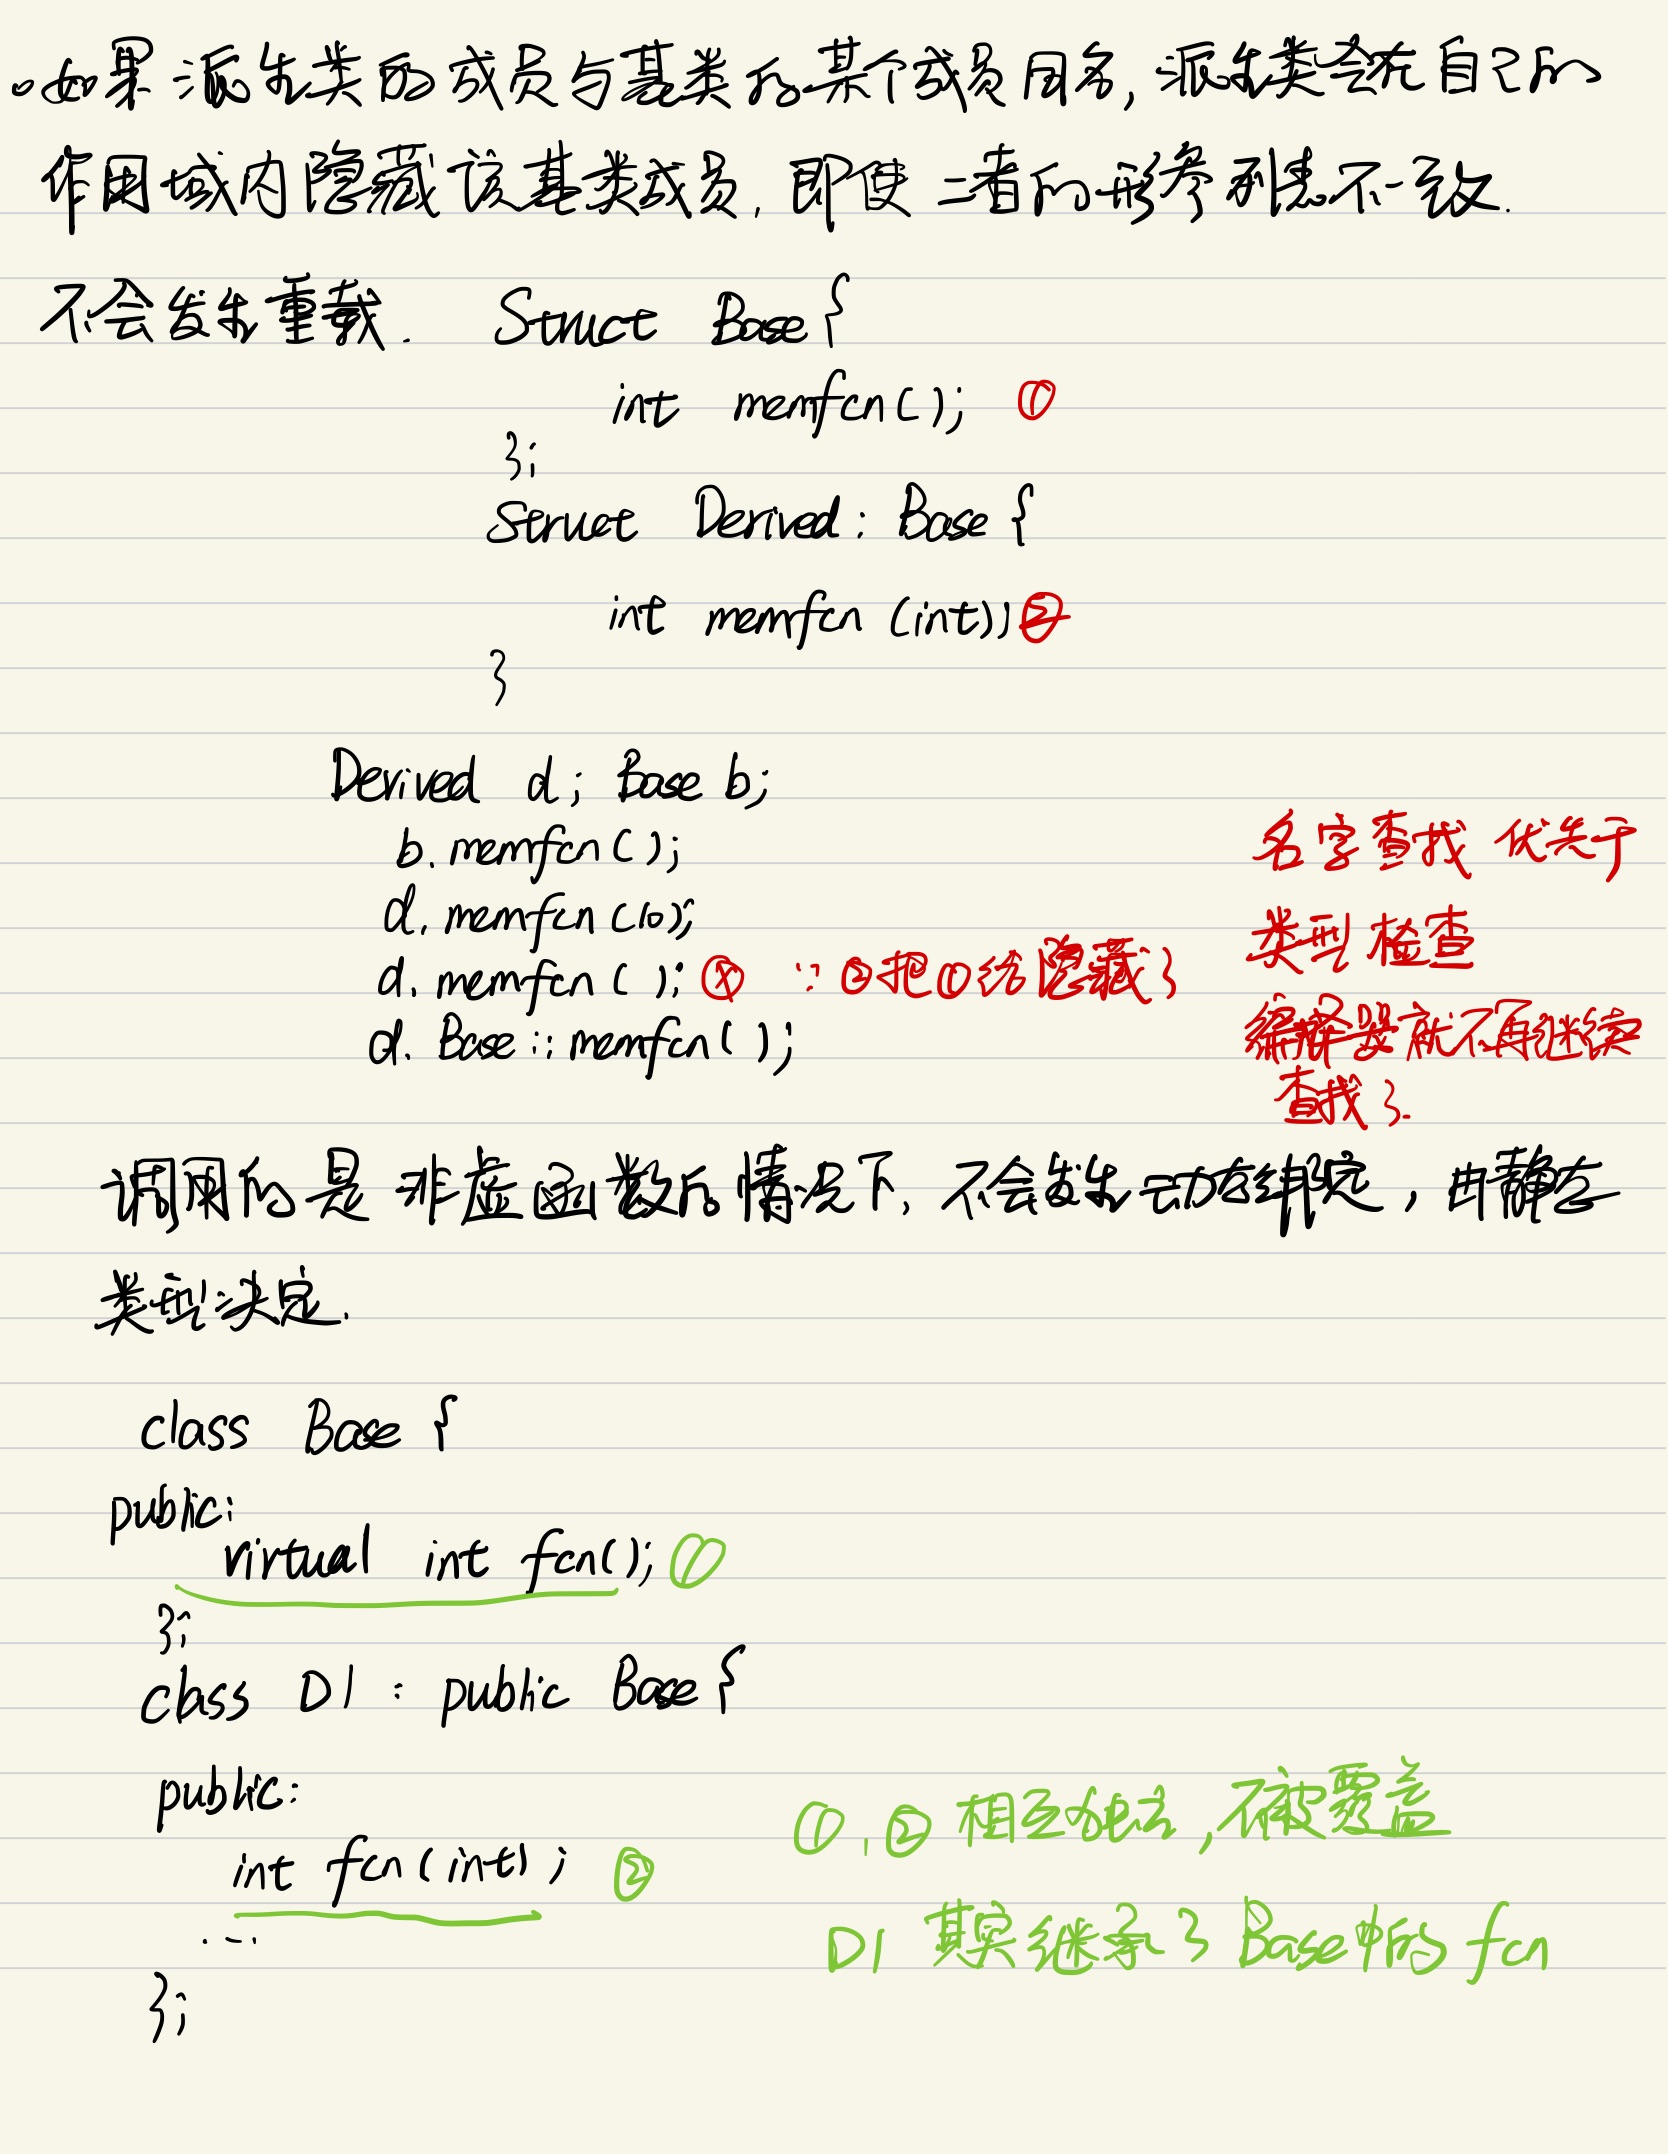 。如果派生类的成员与基类的某个成员同名,派生类会在自己的
作用域内隐藏该基类成员,即使二者的形参列表不一致.
不会发生重载. Struct Base{
int memfcn(); ①
};
Struct Derived: Base {
int memfcn (int); ②
}
Derived d; Base b;
b. memfcn();
d. memfcn(10);
d. memfcn(); ⊗ ∵②把①给隐藏了
d. Base:: memfcn();
名字查找 优先于
类型检查
编译器就不再继续
查找了.
调用的是非虚函数的情况下,不会发生动态绑定,由静态
类型决定.
class Base {
public:
virtual int fcn(); ①
};
class D1 : public Base{
public:
int fcn(int); ②
....
};
①,②相互独立,不被覆盖
D1 其实继承了Base中的fcn